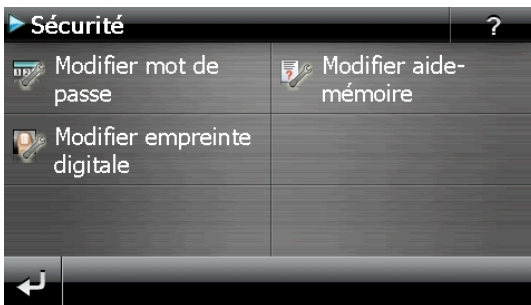 Sécurité
?
Modifier mot de
passe
Modifier aide-
mémoire
Modifier empreinte
digitale